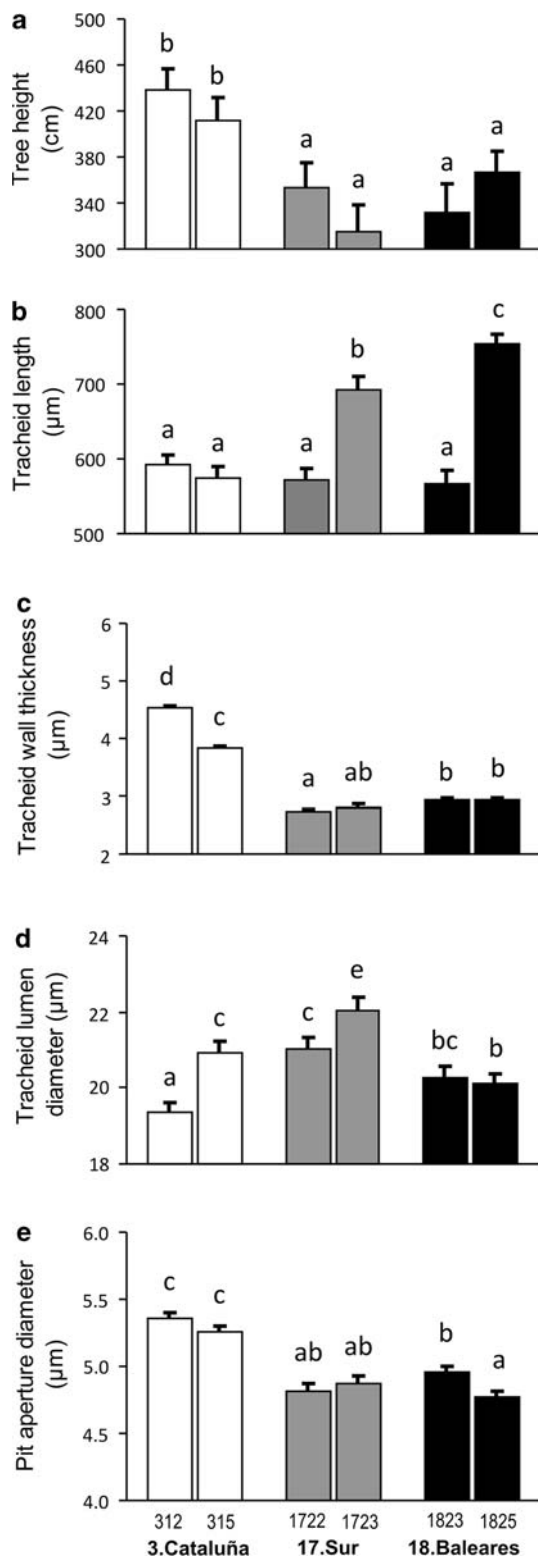 a
Tree height
(cm)
500
460
420
380
340
300
b b a a a a
b
Tracheid length
(µm)
800
700
600
500
a a a b a c
c
Tracheid wall thickness
(µm)
6
5
4
3
2
d c a ab b b
d
Tracheid lumen
diameter (µm)
24
22
20
18
a c c e bc b
e
Pit aperture diameter
(µm)
6.0
5.5
5.0
4.5
4.0
c c ab ab b a
312 315 1722 1723 1823 1825
3.Cataluña 17.Sur 18.Baleares